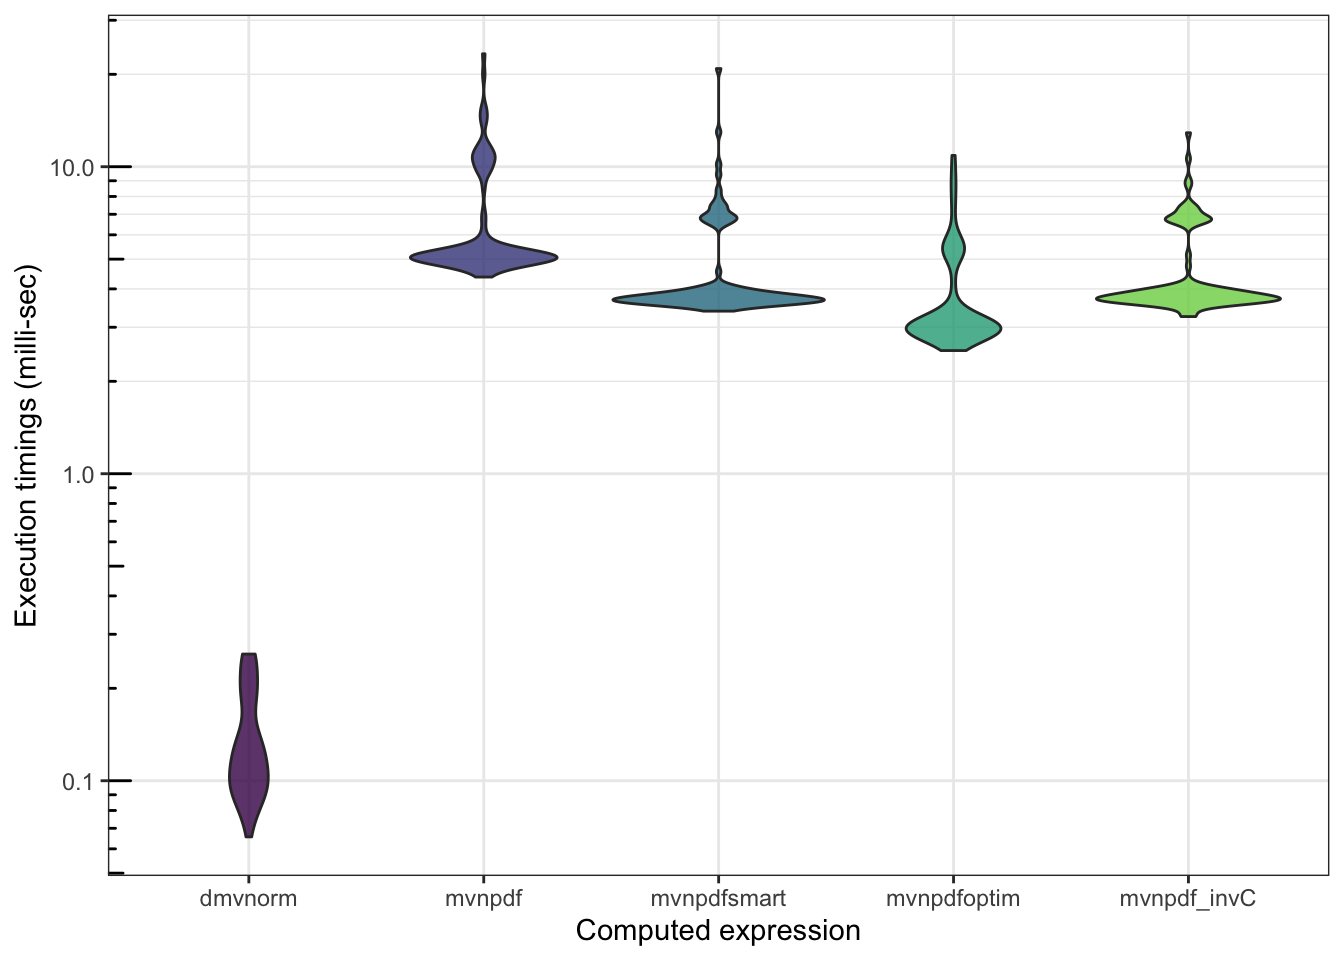 Execution timings (milli-sec)
10.0
1.0
0.1
dmvnorm mvnpdf mvnpdfsmart mvnpdfoptim mvnpdf_invC
Computed expression